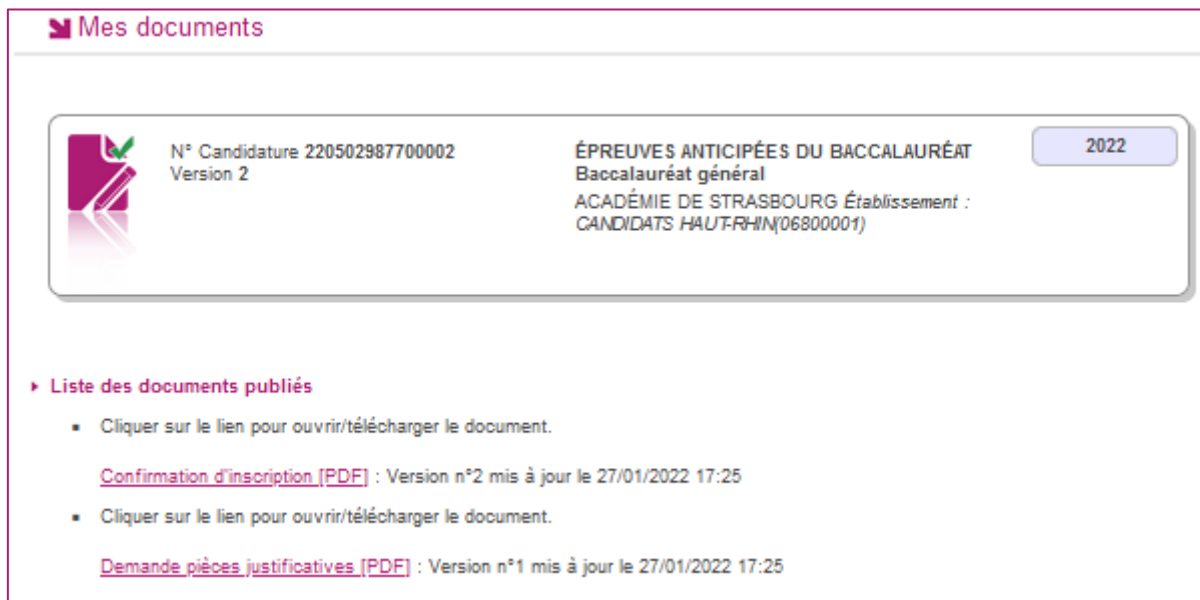 Mes documents
N° Candidature 220502987700002
Version 2
ÉPREUVES ANTICIPÉES DU BACCALAURÉAT
Baccalauréat général
ACADÉMIE DE STRASBOURG Établissement :
CANDIDATS HAUT-RHIN(06800001)
2022
Liste des documents publiés
Cliquer sur le lien pour ouvrir/télécharger le document.
Confirmation d'inscription [PDF] : Version n°2 mis à jour le 27/01/2022 17:25
Cliquer sur le lien pour ouvrir/télécharger le document.
Demande pièces justificatives [PDF] : Version n°1 mis à jour le 27/01/2022 17:25